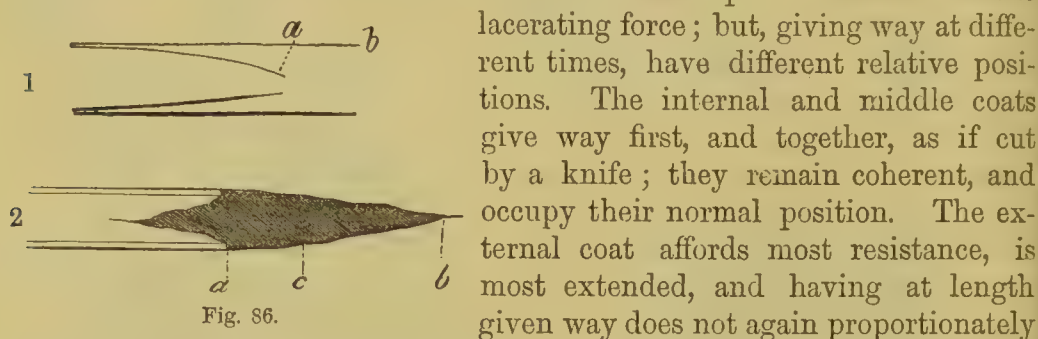 a
b
1
2
a
c
b
Fig. 86.
lacerating force ; but, giving way at diffe-
rent times, have different relative posi-
tions. The internal and middle coats
give way first, and together, as if cut
by a knife ; they remain coherent, and
occupy their normal position. The ex-
ternal coat affords most resistance, is
most extended, and having at length
given way does not again proportionately